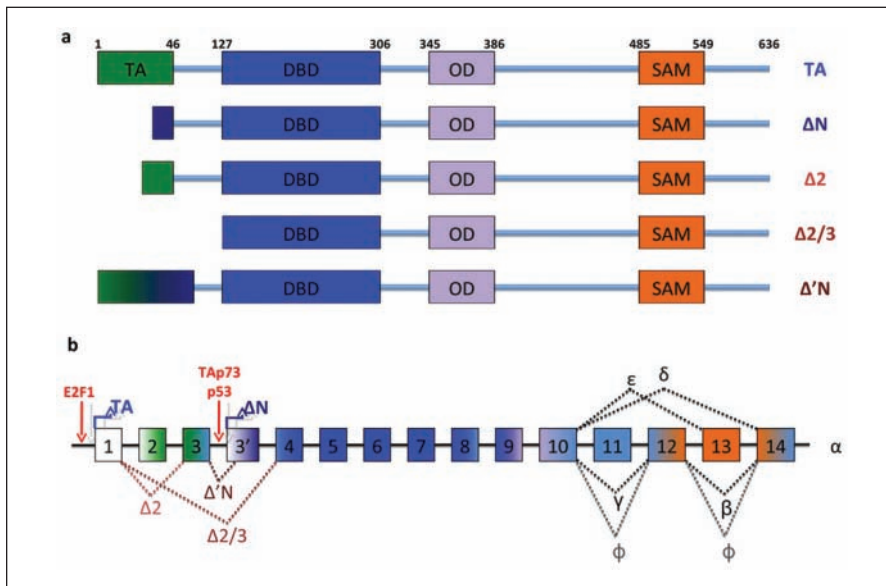 a
1 46 127 306 345 386 485 549 636
TA DBD OD SAM TA
DBD OD SAM ΔN
DBD OD SAM Δ2
DBD OD SAM Δ2/3
DBD OD SAM Δ'N
b
TAp73 ε δ
E2F1 p53
TA ΔN
1 2 3 3' 4 5 6 7 8 9 10 11 12 13 14 α
Δ'N
Δ2 γ β
Δ2/3
ϕ ϕ